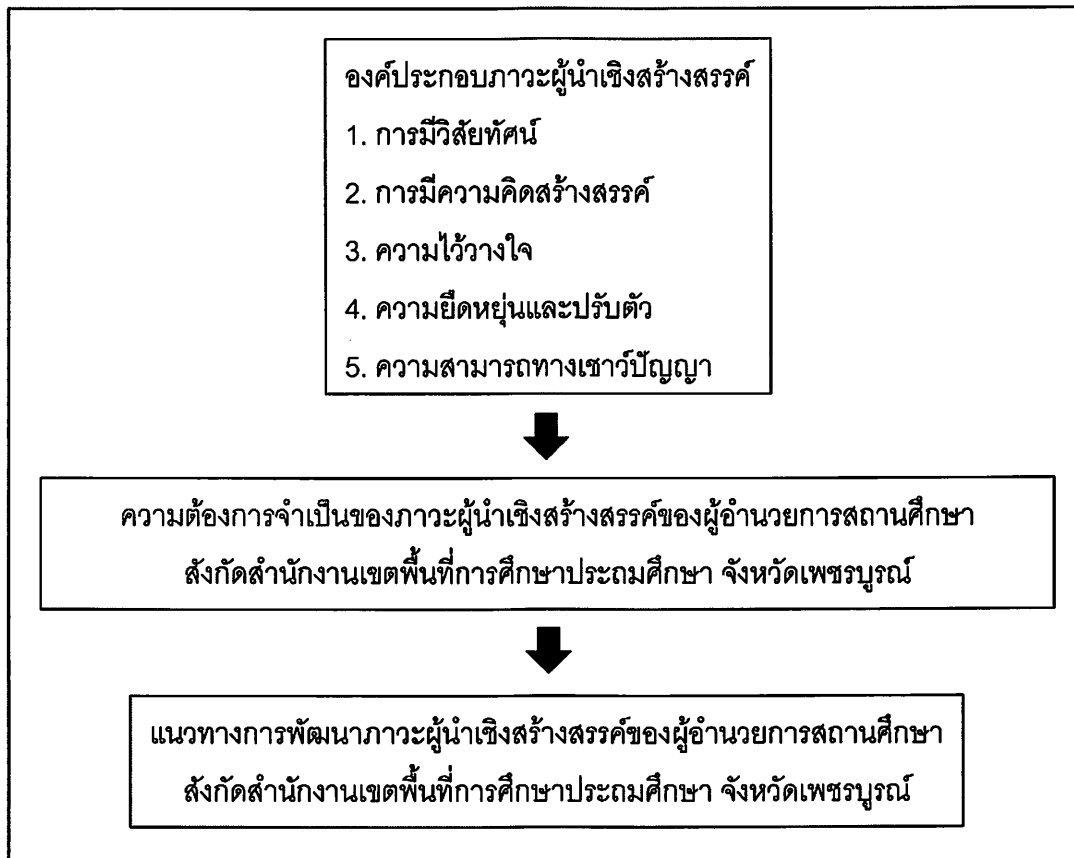 องค์ประกอบภาวะผู้นำเชิงสร้างสรรค์
1. การมีวิสัยทัศน์
2. การมีความคิดสร้างสรรค์
3. ความไว้วางใจ
4. ความยืดหยุ่นและปรับตัว
5. ความสามารถทางเชาว์ปัญญา
ความต้องการจำเป็นของภาวะผู้นำเชิงสร้างสรรค์ของผู้อำนวยการสถานศึกษา
สังกัดสำนักงานเขตพื้นที่การศึกษาประถมศึกษา จังหวัดเพชรบูรณ์
แนวทางการพัฒนาภาวะผู้นำเชิงสร้างสรรค์ของผู้อำนวยการสถานศึกษา
สังกัดสำนักงานเขตพื้นที่การศึกษาประถมศึกษา จังหวัดเพชรบูรณ์